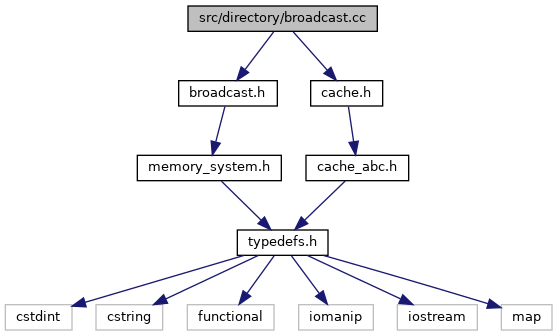 src/directory/broadcast.cc
broadcast.h
cache.h
memory_system.h
cache_abc.h
typedefs.h
cstdint
cstring
functional
iomanip
iostream
map